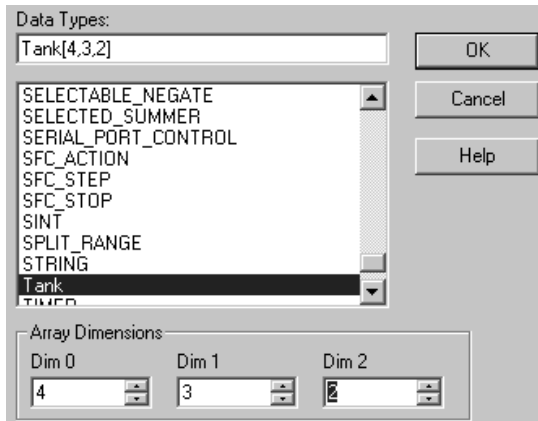 Data Types:
Tank[4,3,2]
OK
SELECTABLE_NEGATE
Cancel
SELECTED_SUMMER
SERIAL_PORT_CONTROL
SFC_ACTION
Help
SFC_STEP
SFC_STOP
SINT
SPLIT_RANGE
STRING
Tank
TIMER
Array Dimensions
Dim 0 Dim 1 Dim 2
4 3 2